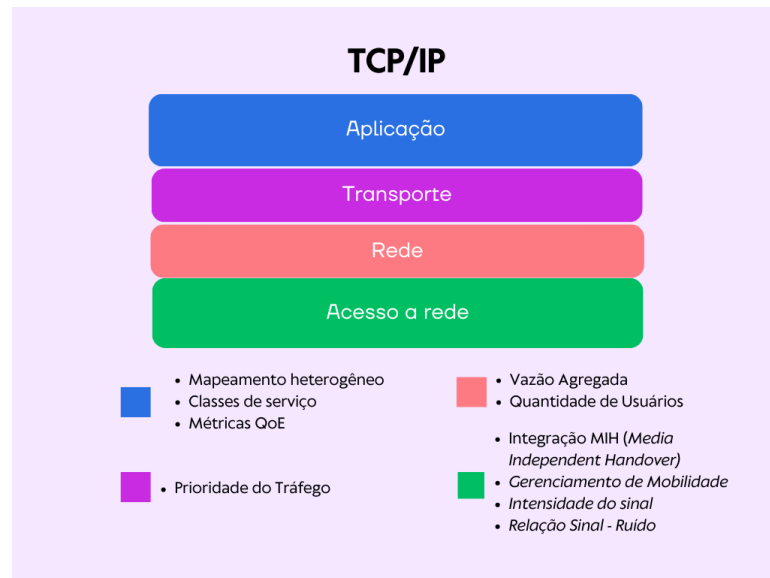 TCP/IP
Aplicação
Transporte
Rede
Acesso a rede
• Mapeamento heterogêneo
• Classes de serviço
• Métricas QoE
• Prioridade do Tráfego
• Vazão Agregada
• Quantidade de Usuários
• Integração MIH (Media
Independent Handover)
• Gerenciamento de Mobilidade
• Intensidade do sinal
• Relação Sinal - Ruído